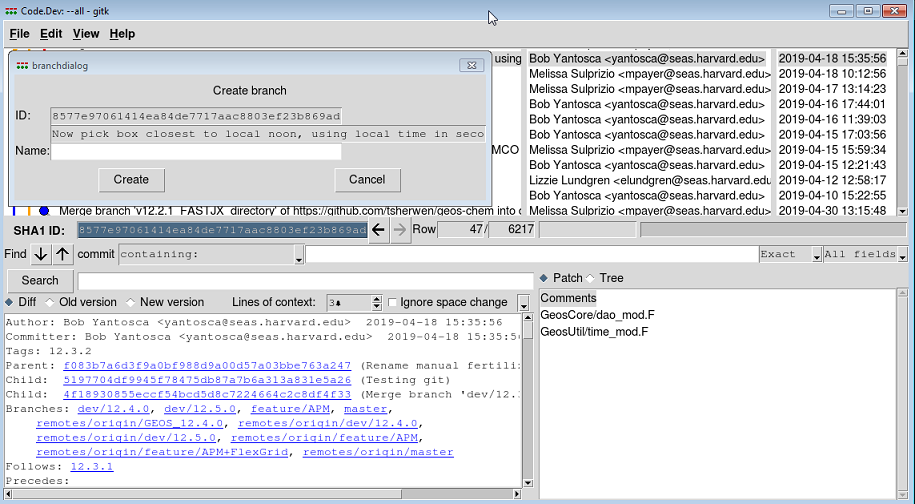 Code.Dev: --all - gitk
File Edit View Help
branchdialog
Create branch
ID: 8577e97061414ea84de7717aac8803ef23b869ad
Now pick box closest to local noon, using local time in seco
Name:
Create Cancel
using Bob Yantosca <yantosca@seas.harvard.edu> 2019-04-18 15:35:56
Melissa Sulprizio <mpayer@seas.harvard.edu> 2019-04-18 10:12:56
Melissa Sulprizio <mpayer@seas.harvard.edu> 2019-04-17 13:14:23
Bob Yantosca <yantosca@seas.harvard.edu> 2019-04-16 17:44:01
Bob Yantosca <yantosca@seas.harvard.edu> 2019-04-16 11:39:03
Bob Yantosca <yantosca@seas.harvard.edu> 2019-04-15 17:03:56
MCO Melissa Sulprizio <mpayer@seas.harvard.edu> 2019-04-15 15:59:34
Bob Yantosca <yantosca@seas.harvard.edu> 2019-04-15 12:21:43
Lizzie Lundgren <elundgren@seas.harvard.edu 2019-04-12 12:58:17
Bob Yantosca <yantosca@seas.harvard.edu> 2019-04-10 15:22:55
Merge branch 'v12.2.1_FASTJX_directory' of https://github.com/tsherwen/geos-chem into Melissa Sulprizio <mpayer@seas.harvard.edu> 2019-04-30 13:15:48
SHA1 ID: 8577e97061414ea84de7717aac8803ef23b869ad Row 47 / 6217
Find commit containing: Exact All fields
Search
Diff Old version New version Lines of context: 3 Ignore space change
Patch Tree
Comments
GeosCore/dao_mod.F
GeosUtil/time_mod.F
Author: Bob Yantosca <yantosca@seas.harvard.edu> 2019-04-18 15:35:56
Committer: Bob Yantosca <yantosca@seas.harvard.edu> 2019-04-18 15:35:5
Tags: 12.3.2
Parent: f083b7a6d3f9a0bf988d9a00d57a03bbe763a247 (Rename manual fertili
Child: 5197704df9945f78475db87a7b6a313a831e5a26 (Testing git)
Child: 4f18930855eccf54bcd5d8c7224664c2c8df4f33 (Merge branch 'dev/12.
Branches: dev/12.4.0, dev/12.5.0, feature/APM, master,
remotes/origin/GEOS_12.4.0, remotes/origin/dev/12.4.0,
remotes/origin/dev/12.5.0, remotes/origin/feature/APM,
remotes/origin/feature/APM+FlexGrid, remotes/origin/master
Follows: 12.3.1
Precedes: